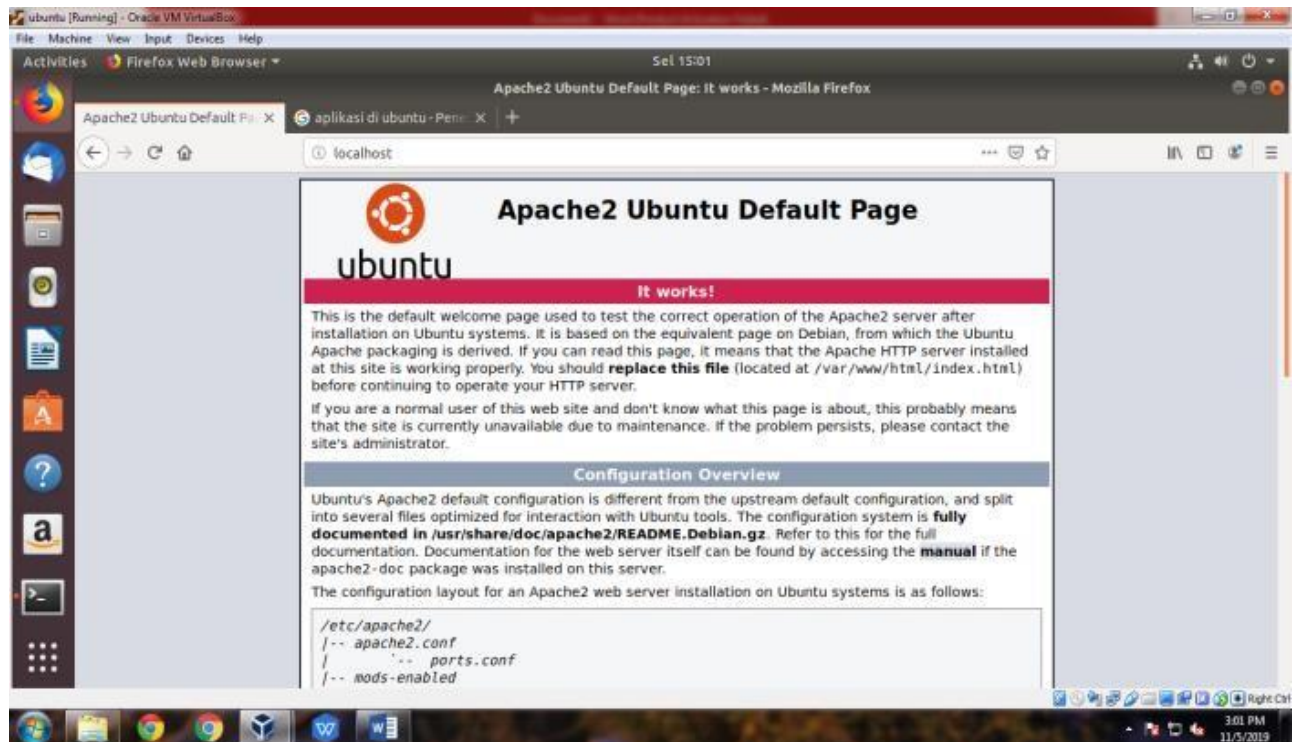 ubuntu [Running] - Oracle VM VirtualBox
File Machine View Input Devices Help
Activities Firefox Web Browser Sel 15:01
Apache2 Ubuntu Default Page: It works - Mozilla Firefox
Apache2 Ubuntu Default Pa aplikasi di ubuntu - Pene
localhost
ubuntu
Apache2 Ubuntu Default Page
It works!
This is the default welcome page used to test the correct operation of the Apache2 server after
installation on Ubuntu systems. It is based on the equivalent page on Debian, from which the Ubuntu
Apache packaging is derived. If you can read this page, it means that the Apache HTTP server installed
at this site is working properly. You should replace this file (located at /var/www/html/index.html)
before continuing to operate your HTTP server.
If you are a normal user of this web site and don't know what this page is about, this probably means
that the site is currently unavailable due to maintenance. If the problem persists, please contact the
site's administrator.
Configuration Overview
Ubuntu's Apache2 default configuration is different from the upstream default configuration, and split
into several files optimized for interaction with Ubuntu tools. The configuration system is fully
documented in /usr/share/doc/apache2/README.Debian.gz. Refer to this for the full
documentation. Documentation for the web server itself can be found by accessing the manual if the
apache2-doc package was installed on this server.
The configuration layout for an Apache2 web server installation on Ubuntu systems is as follows:
/etc/apache2/
|-- apache2.conf
| `-- ports.conf
|-- mods-enabled
Right Ctrl
3:01 PM
11/5/2019